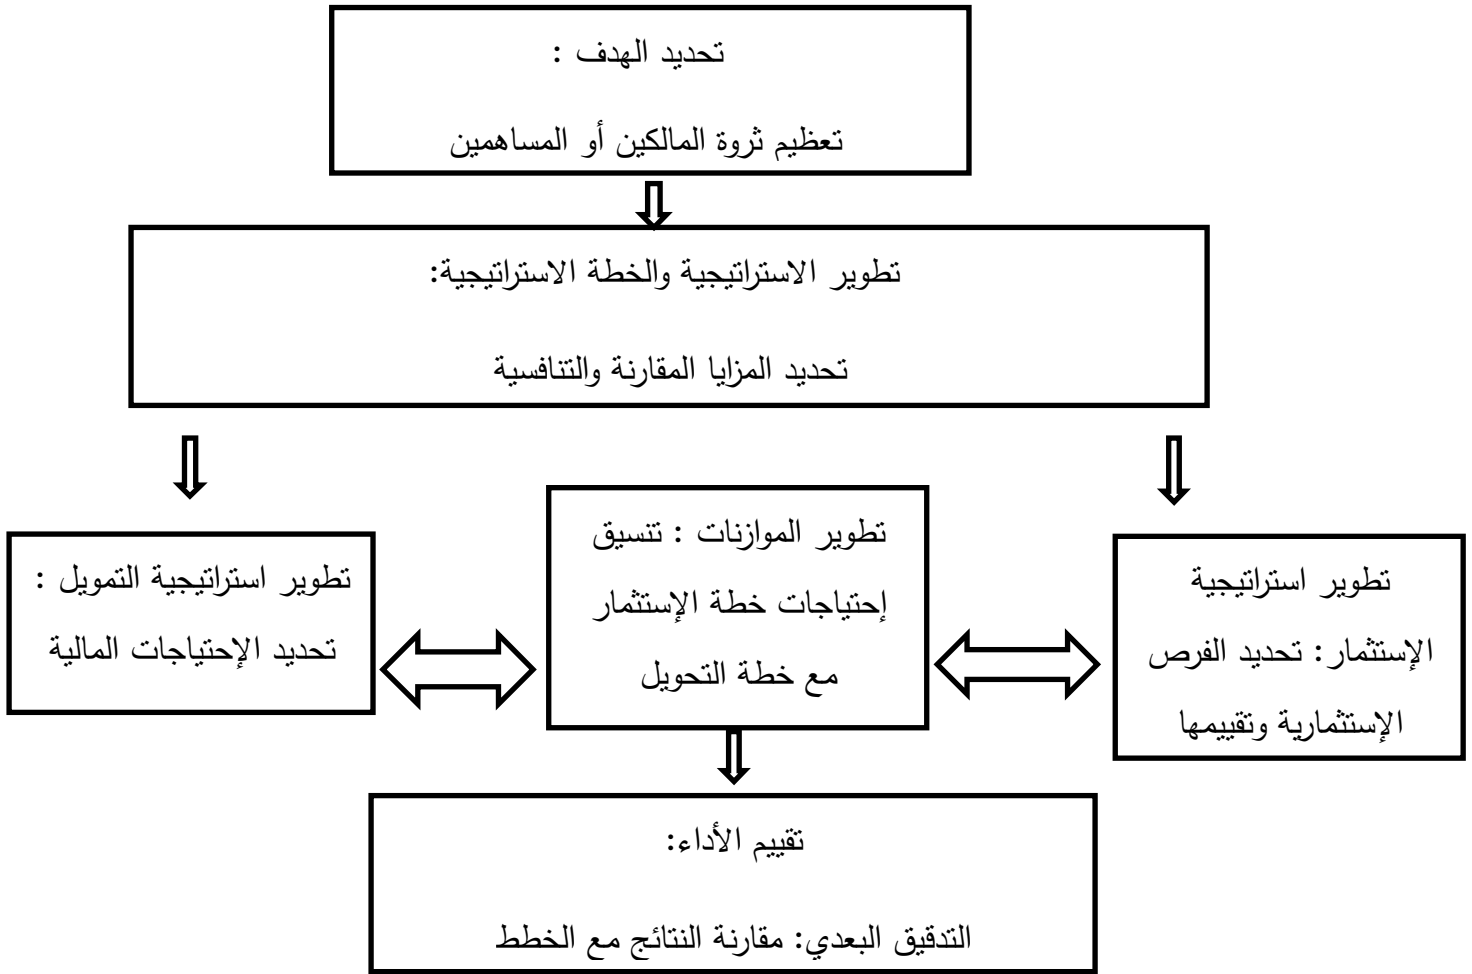 تحديد الهدف :
تعظيم ثروة المالكين أو المساهمين
تطوير الاستراتيجية والخطة الاستراتيجية:
تحديد المزايا المقارنة والتنافسية
تطوير استراتيجية
الإستثمار: تحديد الفرص
الإستثمارية وتقييمها
تطوير الموازنات : تنسيق
إحتياجات خطة الإستثمار
مع خطة التحويل
تطوير استراتيجية التمويل :
تحديد الإحتياجات المالية
تقييم الأداء:
التدقيق البعدي: مقارنة النتائج مع الخطط